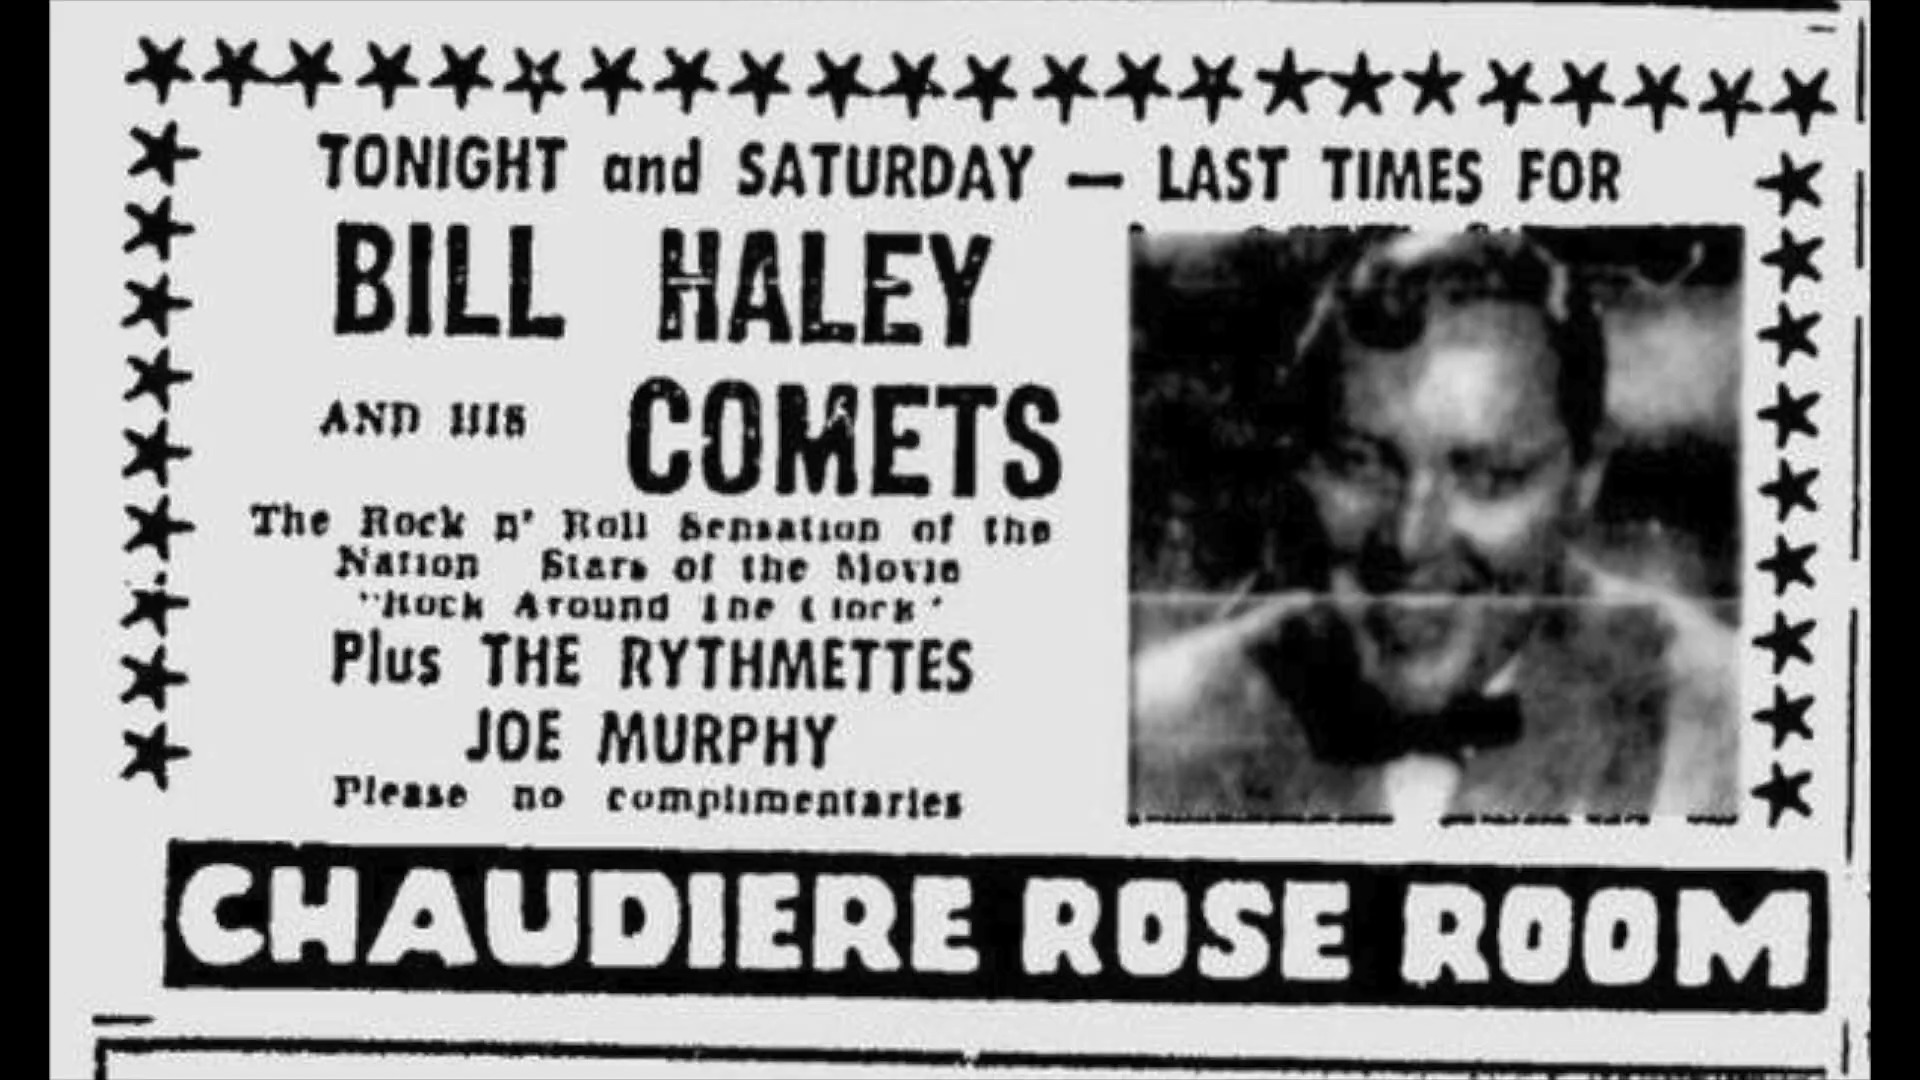 TONIGHT and SATURDAY — LAST TIMES FOR
BILL HALEY
AND HIS COMETS
The Rock n' Roll Sensation of the
Nation Stars of the Movie
"Rock Around The Clock"
Plus THE RYTHMETTES
JOE MURPHY
Please no complimentaries
CHAUDIERE ROSE ROOM